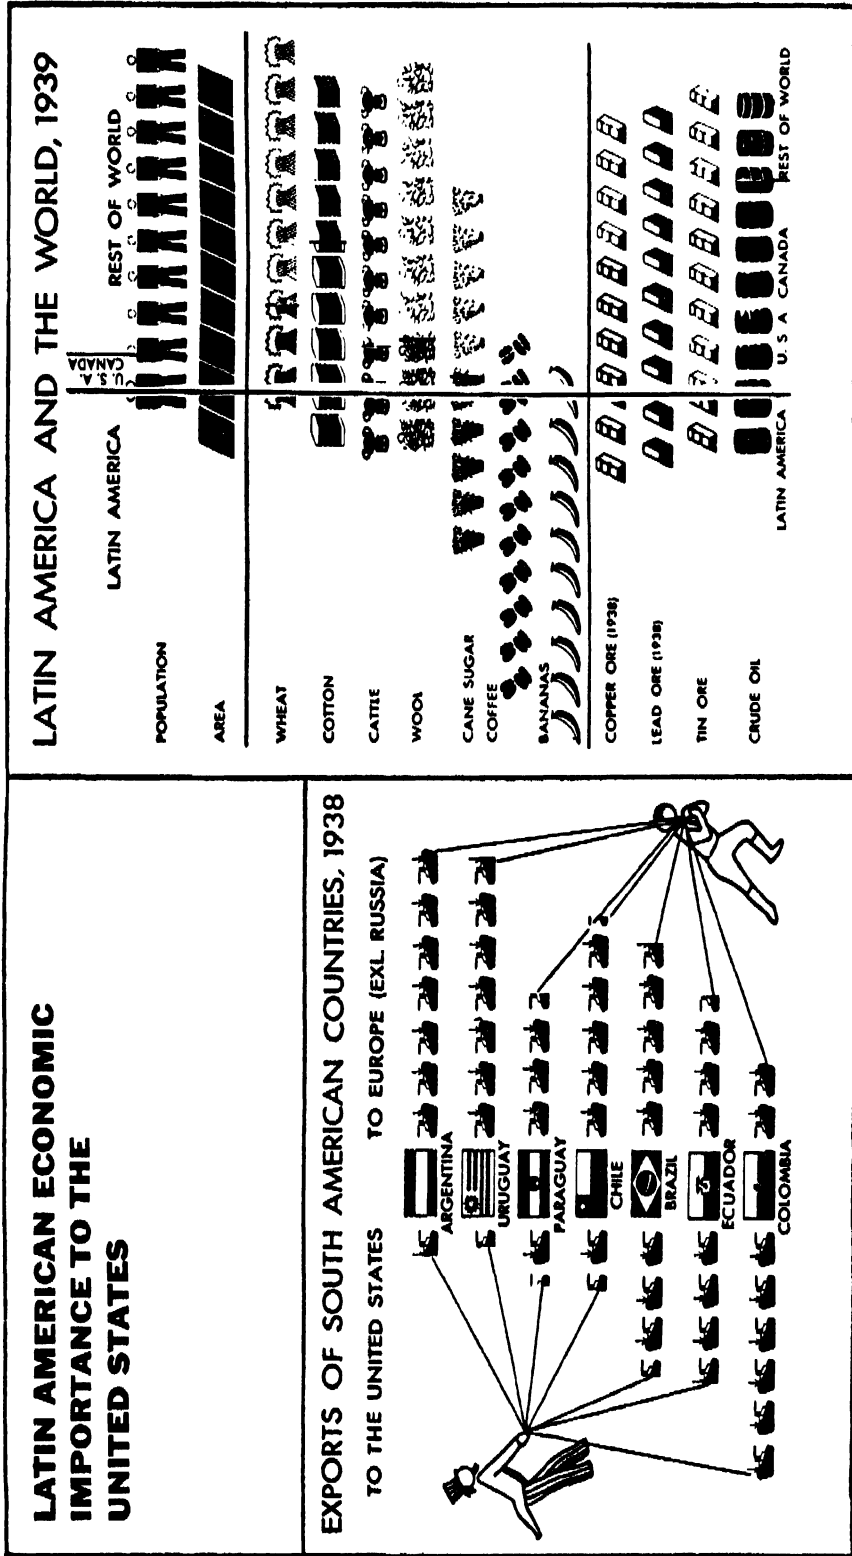 LATIN AMERICAN ECONOMIC
IMPORTANCE TO THE
UNITED STATES
EXPORTS OF SOUTH AMERICAN COUNTRIES, 1938
TO THE UNITED STATES
TO EUROPE (EXL. RUSSIA)
ARGENTINA
URUGUAY
PARAGUAY
CHILE
BRAZIL
ECUADOR
COLOMBIA
LATIN AMERICA AND THE WORLD, 1939
LATIN AMERICA
U. S. A.
CANADA
REST OF WORLD
POPULATION
AREA
WHEAT
COTTON
CATTLE
WOOL
CANE SUGAR
COFFEE
BANANAS
COPPER ORE (1938)
LEAD ORE (1938)
TIN ORE
CRUDE OIL
LATIN AMERICA
U. S. A CANADA
REST OF WORLD